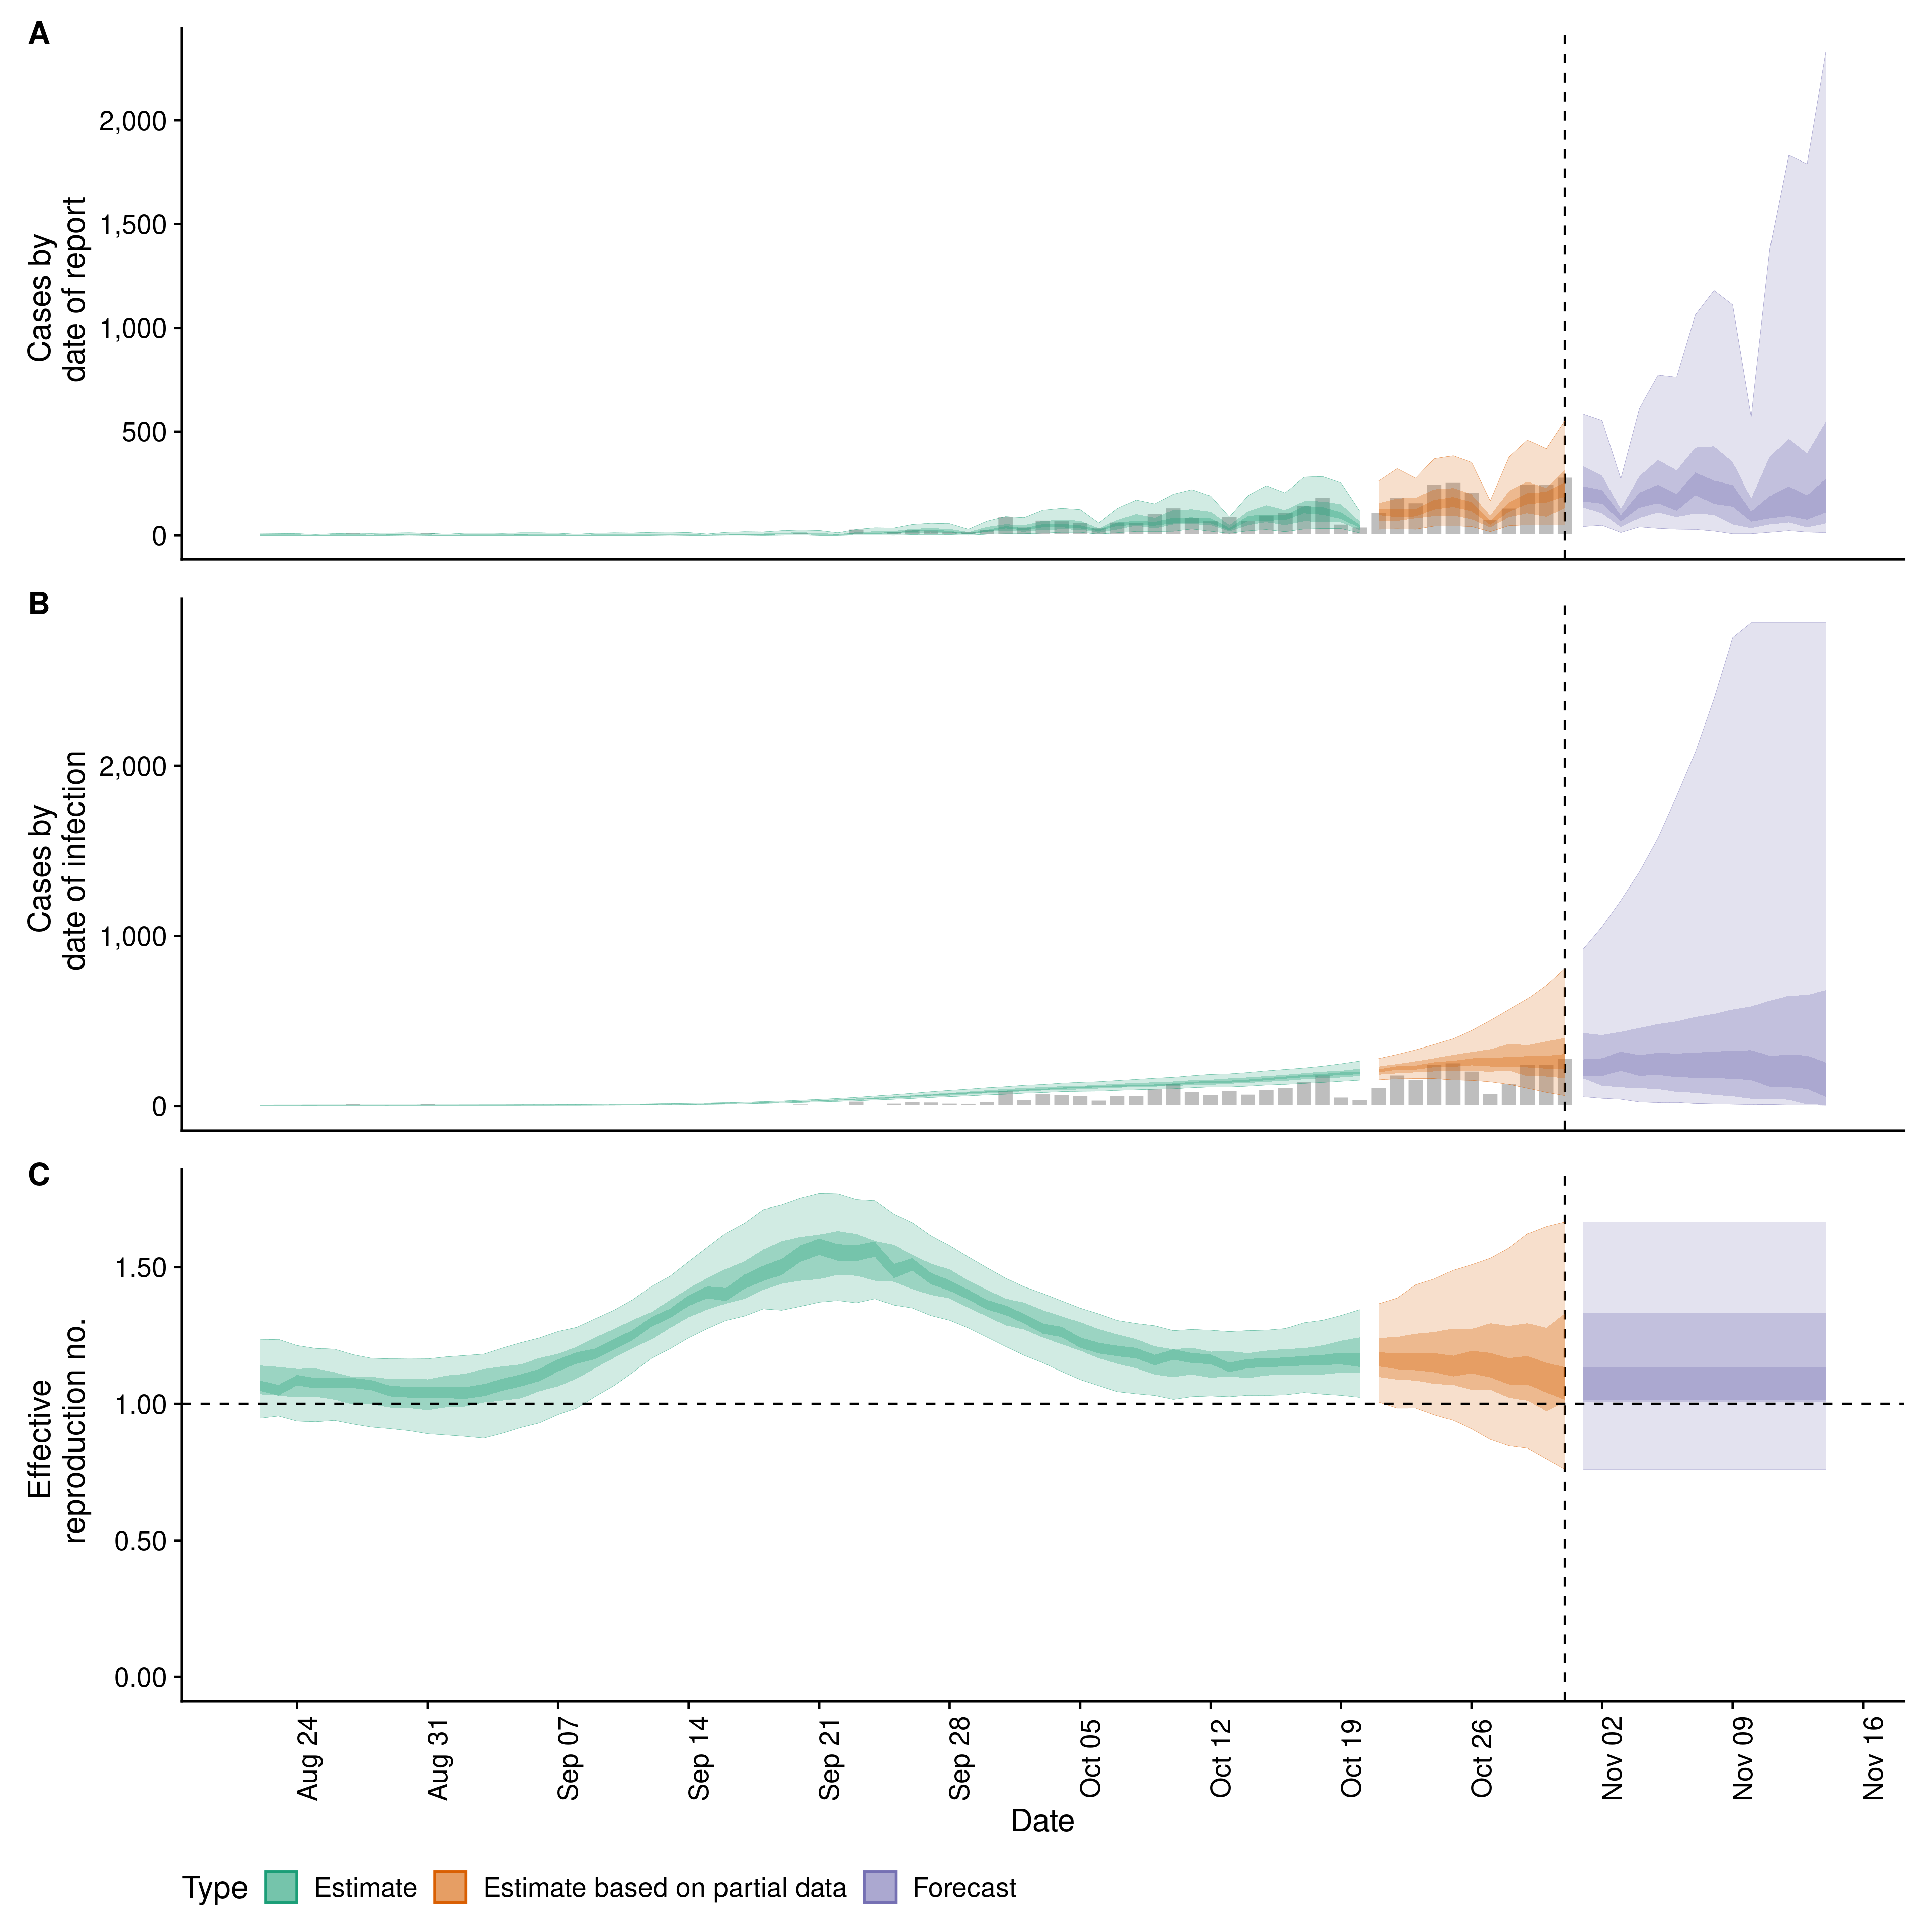 A
Cases by
date of report
2,000
1,500
1,000
500
0
B
Cases by
date of infection
2,000
1,000
0
C
Effective
reproduction no.
1.50
1.00
0.50
0.00
Aug 24
Aug 31
Sep 07
Sep 14
Sep 21
Sep 28
Oct 05
Oct 12
Oct 19
Oct 26
Nov 02
Nov 09
Nov 16
Date
Type Estimate Estimate based on partial data Forecast